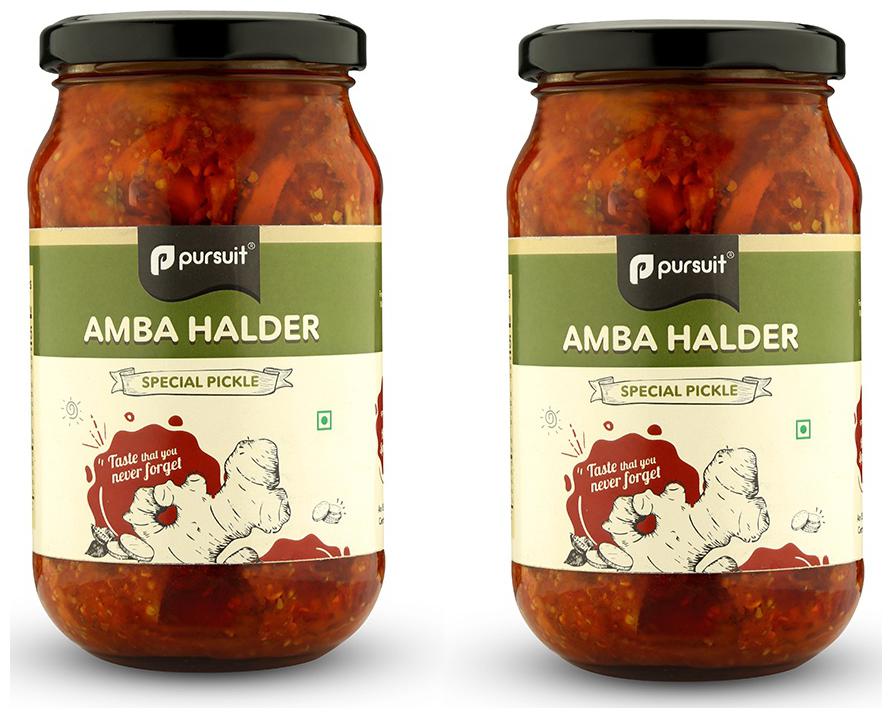 pursuit®
AMBA HALDER
SPECIAL PICKLE
"Taste that you
never forget
pursuit®
AMBA HALDER
SPECIAL PICKLE
"Taste that you
never forget